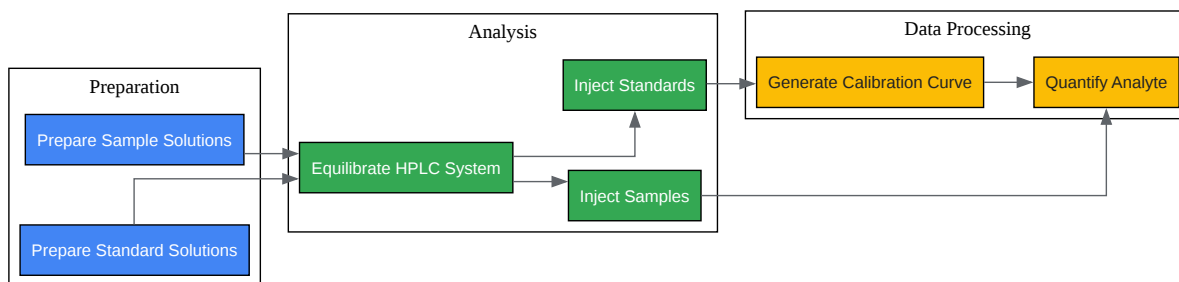 Preparation
Prepare Sample Solutions
Prepare Standard Solutions
Analysis
Equilibrate HPLC System
Inject Standards
Inject Samples
Data Processing
Generate Calibration Curve
Quantify Analyte